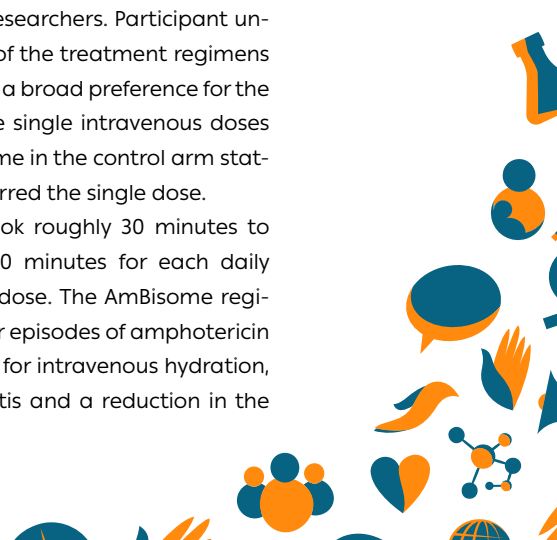 esearchers. Participant un-
of the treatment regimens
a broad preference for the
single intravenous doses
me in the control arm stat-
rred the single dose.
ok roughly 30 minutes to
0 minutes for each daily
dose. The AmBisome regi-
r episodes of amphotericin
for intravenous hydration,
tis and a reduction in the